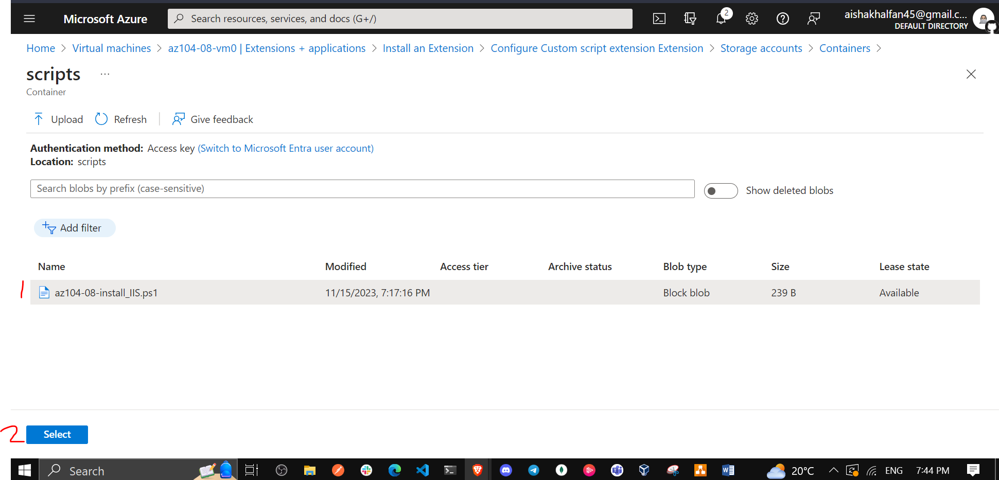 Microsoft Azure
Search resources, services, and docs (G+/)
2
aishakhalfan45@gmail.c...
DEFAULT DIRECTORY
Home > Virtual machines > az104-08-vm0 | Extensions + applications > Install an Extension > Configure Custom script extension Extension > Storage accounts > Containers >
scripts ...
Container
Upload Refresh Give feedback
Authentication method: Access key (Switch to Microsoft Entra user account)
Location: scripts
Search blobs by prefix (case-sensitive)
Show deleted blobs
Add filter
Name Modified Access tier Archive status Blob type Size Lease state
1 az104-08-install_IIS.ps1 11/15/2023, 7:17:16 PM Block blob 239 B Available
2 Select
Search 20°C ENG 7:44 PM